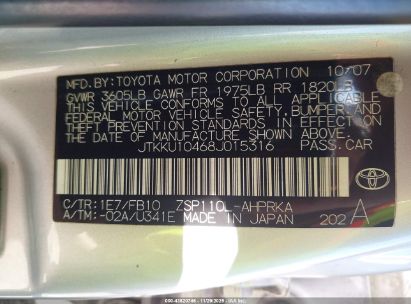 MFD. BY: TOYOTA MOTOR CORPORATION 10/07
GVWR 3605LB GAWR FR 1975LB RR 1820LB
THIS VEHICLE CONFORMS TO ALL APPLICABLE
FEDERAL MOTOR VEHICLE SAFETY, BUMPER, AND
THEFT PREVENTION STANDARDS IN EFFECT ON
THE DATE OF MANUFACTURE SHOWN ABOVE.
JTKKU10468J015316 PASS.CAR
C/TR:1E7/FB10 ZSP110L-AHPRKA
A/TM:-02A/U341E MADE IN JAPAN 202A
TOYOTA